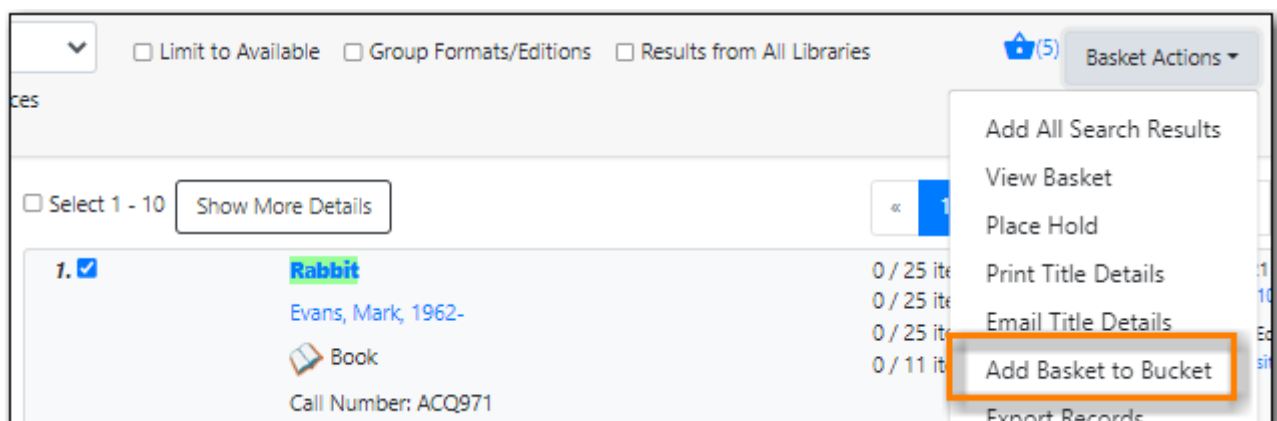 Limit to Available Group Formats/Editions Results from All Libraries (5) Basket Actions
ces
Add All Search Results
View Basket
Place Hold
Print Title Details
Email Title Details
Add Basket to Bucket
Export Records
Select 1 - 10 Show More Details «
1. Rabbit
Evans, Mark, 1962-
Book
Call Number: ACQ971
0 / 25 ite
0 / 25 ite
0 / 25 it
0 / 11 it